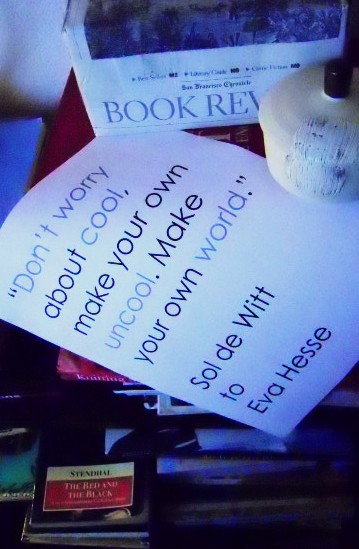 San Francisco Chronicle
BOOK REV
"Don't worry
about cool,
make your own
uncool. Make
your own world."
Sol de Witt
to
Eva Hesse
Knitting
STENDHAL
THE RED AND
THE BLACK